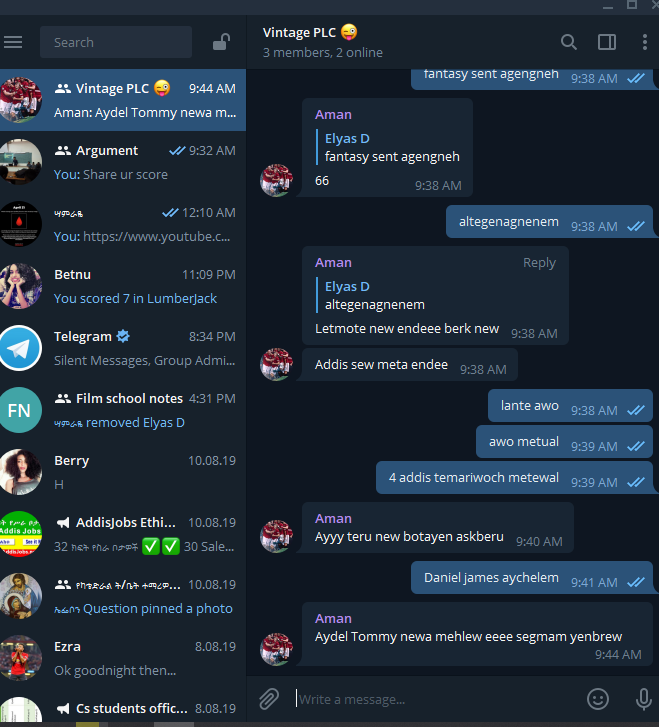 Search
Vintage PLC 😜 9:44 AM
Aman: Aydel Tommy newa m...
Argument 9:32 AM
You: Share ur score
ሣምራዊ 12:10 AM
You: https://www.youtube.c...
Betnu 11:09 PM
You scored 7 in LumberJack
Telegram 8:34 PM
Silent Messages, Group Admi...
FN
Film school notes 4:31 PM
ሣምራዊ removed Elyas D
Berry 10.08.19
H
AddisJobs Ethi... 10.08.19
32 ክፍት የስራ ቦታዎች ✅✅ 30 Sale...
የካቴድራል ት/ቤት ተማሪዎ... 10.08.19
Question pinned a photo
Ezra 8.08.19
Ok goodnight then...
Cs students offic... 8.08.19
Vintage PLC 😜
3 members, 2 online
fantasy sent agengneh 9:38 AM
Aman
Elyas D
fantasy sent agengneh
66 9:38 AM
altegenagnenem 9:38 AM
Aman Reply
Elyas D
altegenagnenem
Letmote new endeee berk new 9:38 AM
Addis sew meta endee 9:38 AM
lante awo 9:38 AM
awo metual 9:39 AM
4 addis temariwoch metewal 9:39 AM
Aman
Ayyy teru new botayen askberu 9:40 AM
Daniel james aychelem 9:41 AM
Aman
Aydel Tommy newa mehlew eeee segmam yenbrew
9:44 AM
Write a message...